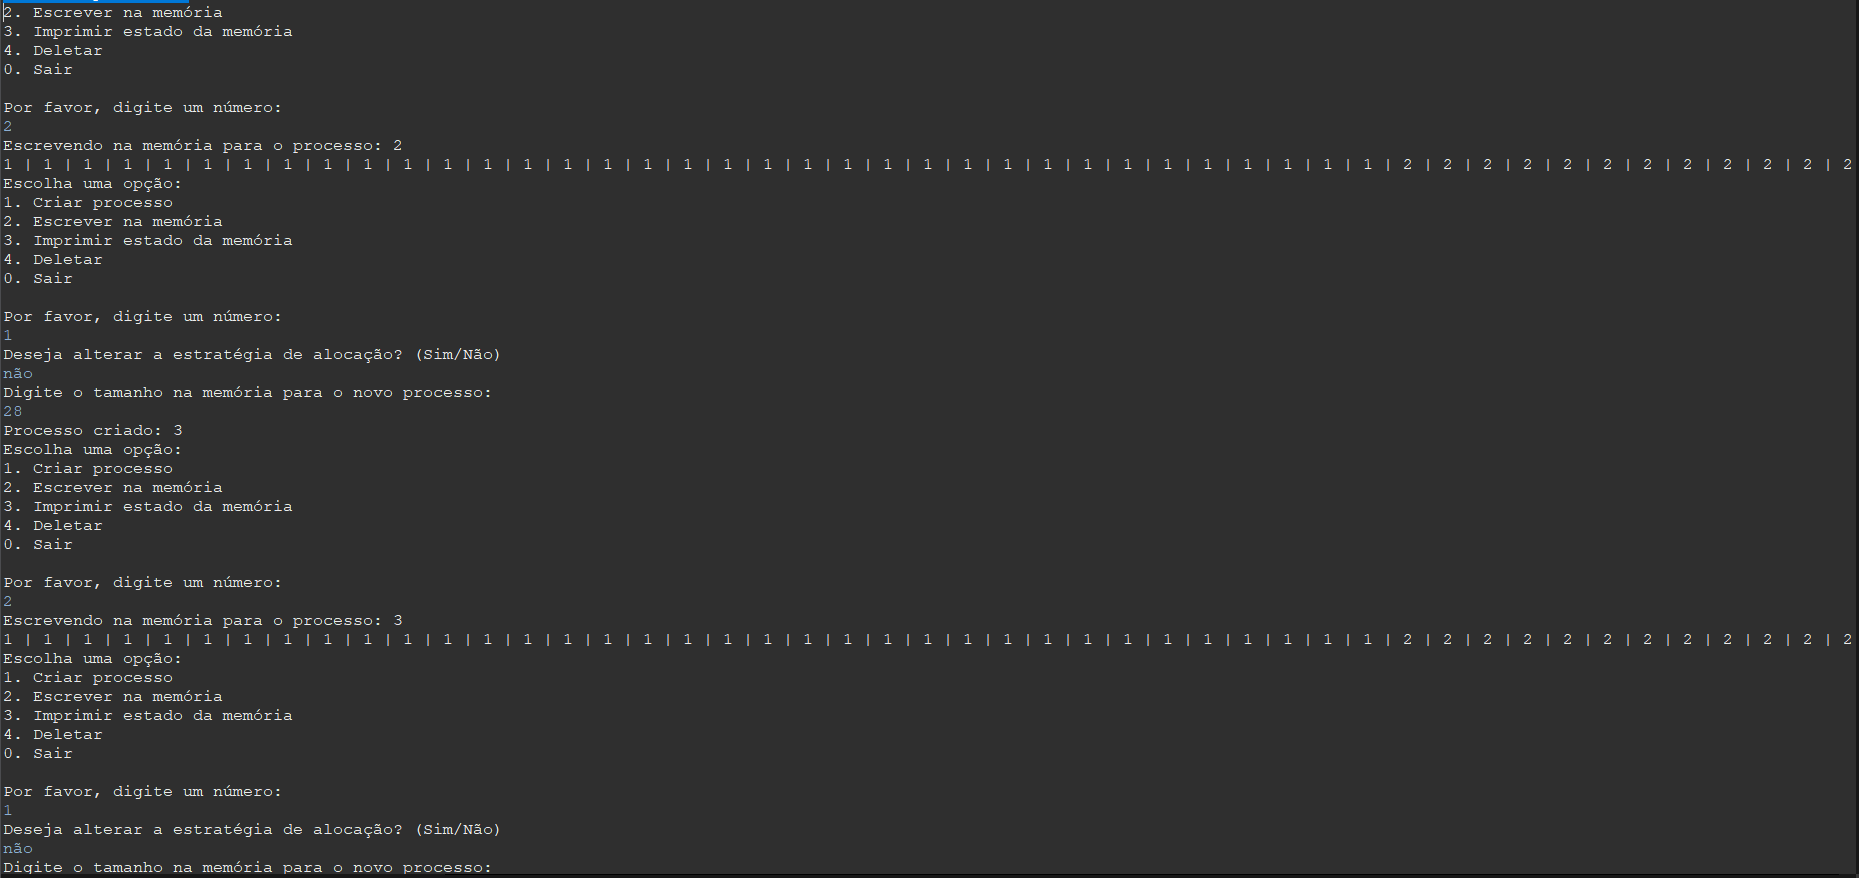 2. Escrever na memória
3. Imprimir estado da memória
4. Deletar
0. Sair
Por favor, digite um número:
2
Escrevendo na memória para o processo: 2
1 | 1 | 1 | 1 | 1 | 1 | 1 | 1 | 1 | 1 | 1 | 1 | 1 | 1 | 1 | 1 | 1 | 1 | 1 | 1 | 1 | 1 | 1 | 1 | 1 | 1 | 1 | 1 | 1 | 1 | 1 | 1 | 1 | 1 | 1 | 2 | 2 | 2 | 2 | 2 | 2 | 2 | 2 | 2 | 2 | 2 | 2
Escolha uma opção:
1. Criar processo
2. Escrever na memória
3. Imprimir estado da memória
4. Deletar
0. Sair
Por favor, digite um número:
1
Deseja alterar a estratégia de alocação? (Sim/Não)
não
Digite o tamanho na memória para o novo processo:
28
Processo criado: 3
Escolha uma opção:
1. Criar processo
2. Escrever na memória
3. Imprimir estado da memória
4. Deletar
0. Sair
Por favor, digite um número:
2
Escrevendo na memória para o processo: 3
1 | 1 | 1 | 1 | 1 | 1 | 1 | 1 | 1 | 1 | 1 | 1 | 1 | 1 | 1 | 1 | 1 | 1 | 1 | 1 | 1 | 1 | 1 | 1 | 1 | 1 | 1 | 1 | 1 | 1 | 1 | 1 | 1 | 1 | 1 | 2 | 2 | 2 | 2 | 2 | 2 | 2 | 2 | 2 | 2 | 2 | 2
Escolha uma opção:
1. Criar processo
2. Escrever na memória
3. Imprimir estado da memória
4. Deletar
0. Sair
Por favor, digite um número:
1
Deseja alterar a estratégia de alocação? (Sim/Não)
não
Digite o tamanho na memória para o novo processo: